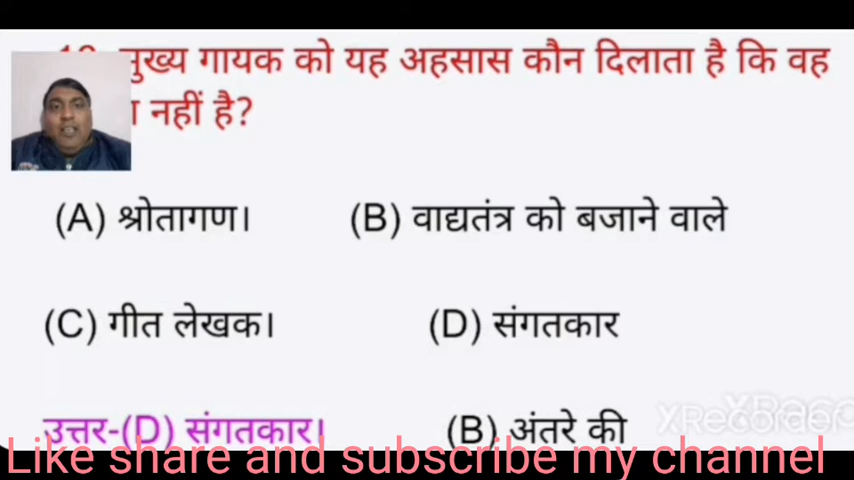 मुख्य गायक को यह अहसास कौन दिलाता है कि वह
नहीं है?
(A) श्रोतागण। (B) वाद्यतंत्र को बजाने वाले
(C) गीत लेखक। (D) संगतकार
उत्तर-(D) संगतकार। (B) अंतरे की
XRecorder
Like share and subscribe my channel